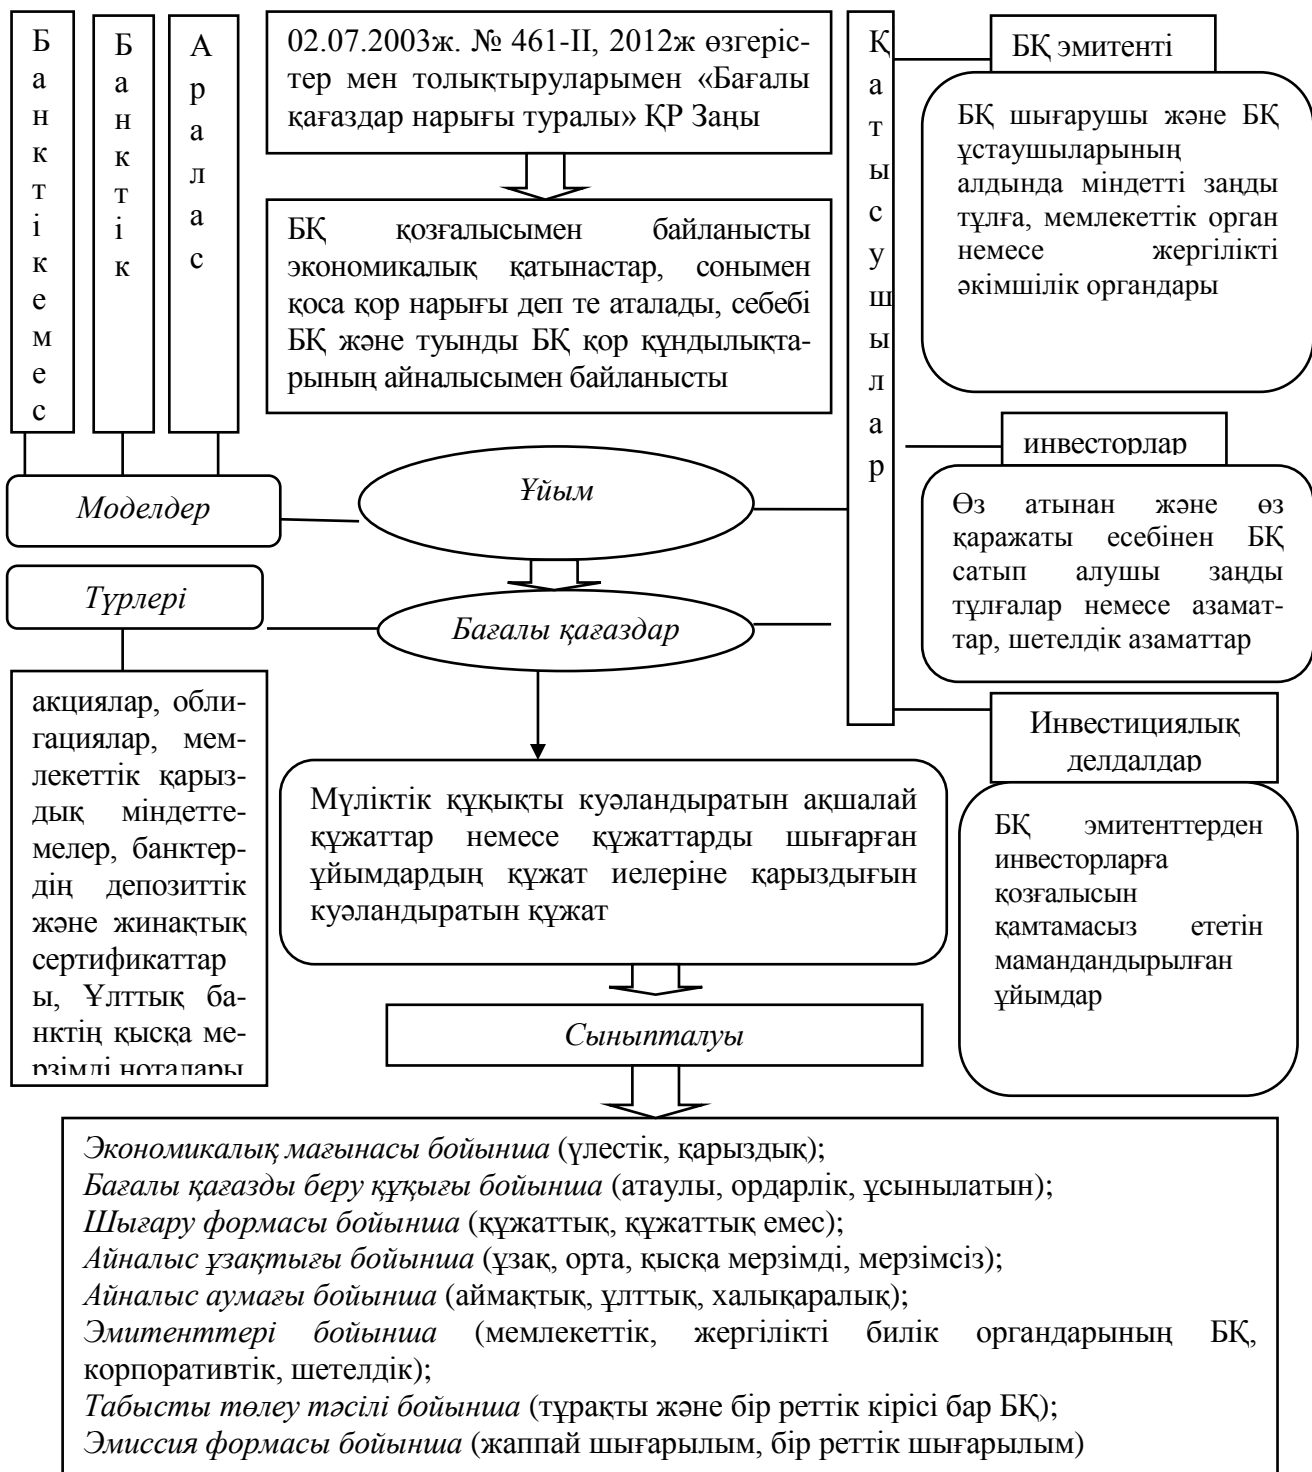 Банктікемес
Банктік
Аралас
02.07.2003ж. № 461-II, 2012ж өзгеріс-
тер мен толықтыруларымен «Бағалы
қағаздар нарығы туралы» ҚР Заңы
БҚ қозғалысымен байланысты
экономикалық қатынастар, сонымен
қоса қор нарығы деп те аталады, себебі
БҚ және туынды БҚ қор құндылықта-
рының айналысымен байланысты
Қатысушылар
БҚ эмитенті
БҚ шығарушы және БҚ
ұстаушыларының
алдында міндетті заңды
тұлға, мемлекеттік орган
немесе жергілікті
әкімшілік органдары
инвесторлар
Өз атынан және өз
қаражаты есебінен БҚ
сатып алушы заңды
тұлғалар немесе азамат-
тар, шетелдік азаматтар
Инвестициялық
делдалдар
БҚ эмитенттерден
инвесторларға
қозғалысын
қамтамасыз ететін
мамандандырылған
ұйымдар
Моделдер
Ұйым
Түрлері
Бағалы қағаздар
акциялар, обли-
гациялар, мем-
лекеттік қарыз-
дық міндетте-
мелер, банктер-
дің депозиттік
және жинақтық
сертификаттар
ы, Ұлттық ба-
нктің қысқа ме-
рзімді ноталары
Мүліктік құқықты куәландыратын ақшалай
құжаттар немесе құжаттарды шығарған
ұйымдардың құжат иелеріне қарыздығын
куәландыратын құжат
Сыныпталуы
Экономикалық мағынасы бойынша (үлестік, қарыздық);
Бағалы қағазды беру құқығы бойынша (атаулы, ордарлік, ұсынылатын);
Шығару формасы бойынша (құжаттық, құжаттық емес);
Айналыс ұзақтығы бойынша (ұзақ, орта, қысқа мерзімді, мерзімсіз);
Айналыс аумағы бойынша (аймақтық, ұлттық, халықаралық);
Эмитенттері бойынша (мемлекеттік, жергілікті билік органдарының БҚ,
корпоративтік, шетелдік);
Табысты төлеу тәсілі бойынша (тұрақты және бір реттік кірісі бар БҚ);
Эмиссия формасы бойынша (жаппай шығарылым, бір реттік шығарылым)